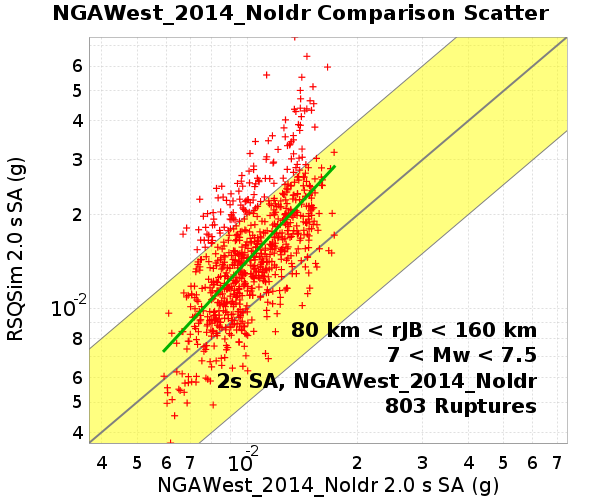 NGAWest_2014_NoIdr Comparison Scatter
RSQSim 2.0 s SA (g)
6
5
4
3
2
10^-2
8
6
5
4
80 km < rJB < 160 km
7 < Mw < 7.5
2s SA, NGAWest_2014_NoIdr
803 Ruptures
4 5 6 7 10^-2 2 3 4 5 6 7
NGAWest_2014_NoIdr 2.0 s SA (g)